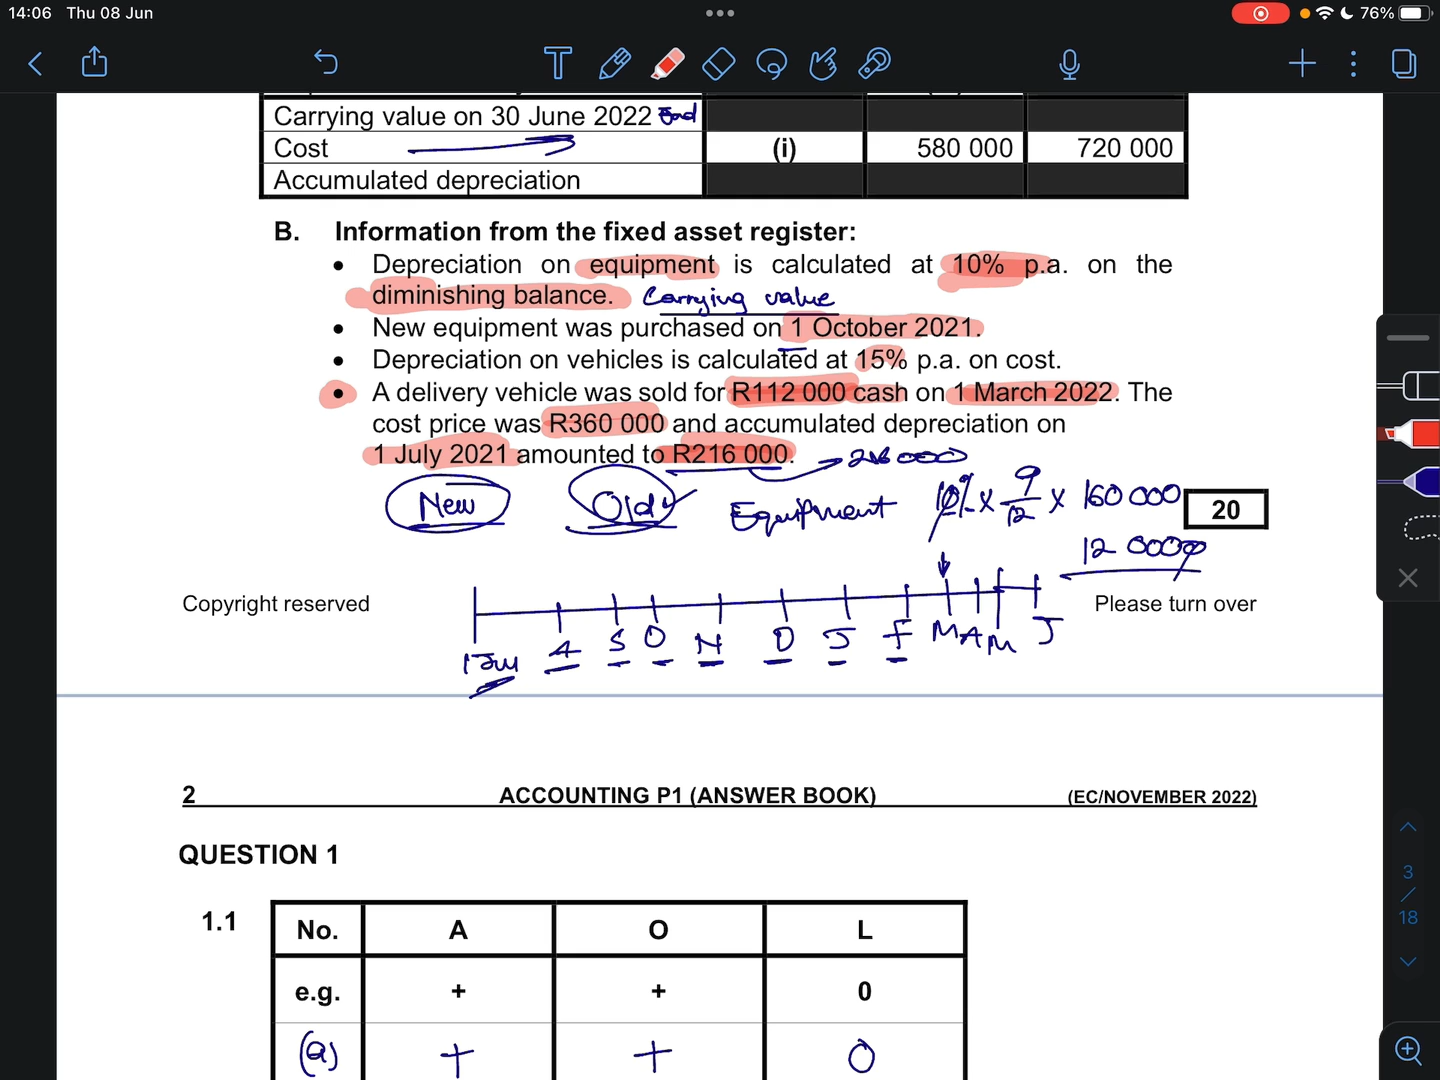 14:06 Thu 08 Jun
76%
Carrying value on 30 June 2022 End
Cost (i) 580 000 720 000
Accumulated depreciation
B. Information from the fixed asset register:
• Depreciation on equipment is calculated at 10% p.a. on the
diminishing balance. Carrying value
• New equipment was purchased on 1 October 2021.
• Depreciation on vehicles is calculated at 15% p.a. on cost.
• A delivery vehicle was sold for R112 000 cash on 1 March 2022. The
cost price was R360 000 and accumulated depreciation on
1 July 2021 amounted to R216 000. 216 000
New Old Equipment 10% x 9/12 x 160 000
20
12 000
Copyright reserved Please turn over
1 Jul A S O N D J F M A M J
2 ACCOUNTING P1 (ANSWER BOOK) (EC/NOVEMBER 2022)
QUESTION 1
1.1 No. A O L
e.g. + + 0
(a) + + 0
3
/
18